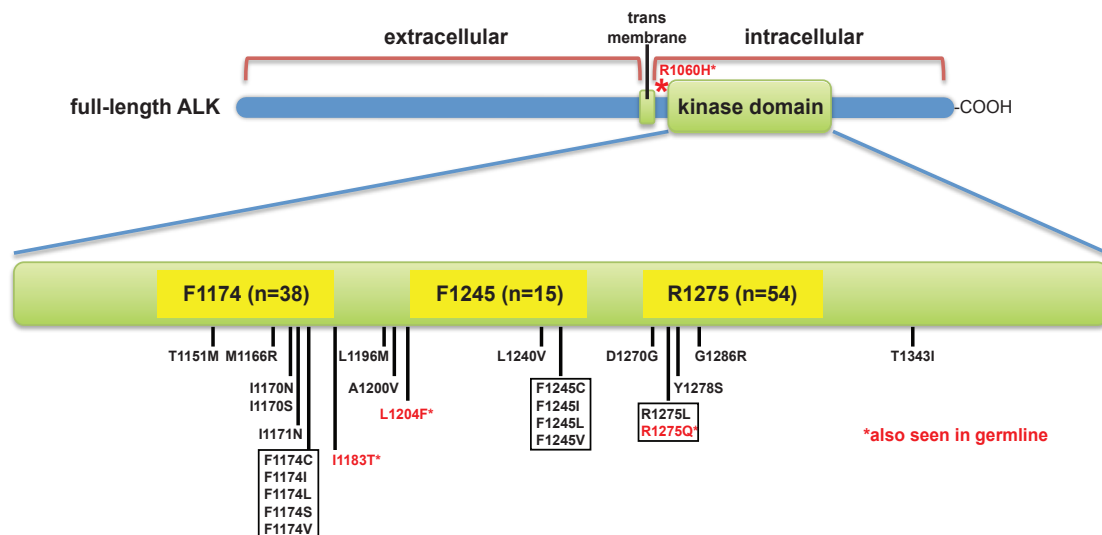 trans
membrane
extracellular
intracellular
R1060H*
*
full-length ALK
kinase domain
-COOH
F1174 (n=38)
F1245 (n=15)
R1275 (n=54)
T1151M
M1166R
L1196M
L1240V
D1270G
G1286R
T1343I
I1170N
I1170S
A1200V
Y1278S
L1204F*
I1171N
F1245C
F1245I
F1245L
F1245V
R1275L
R1275Q*
*also seen in germline
I1183T*
F1174C
F1174I
F1174L
F1174S
F1174V